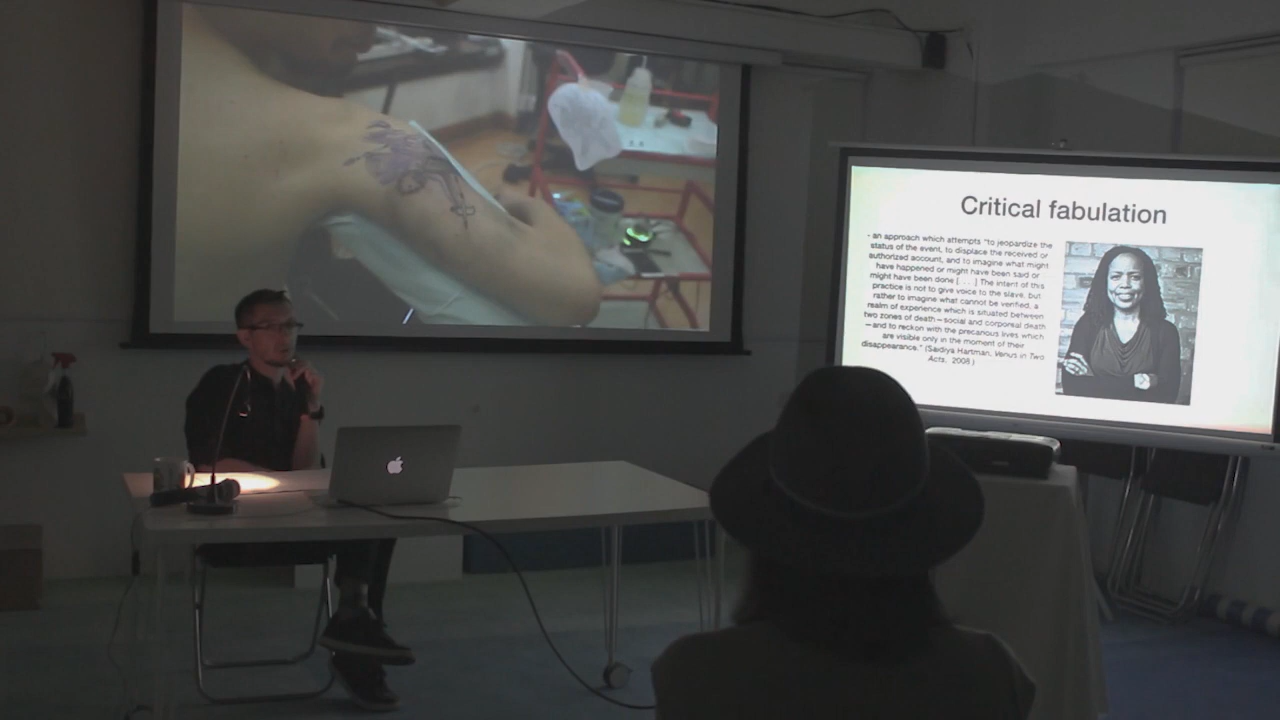 Critical fabulation
- an approach which attempts "to jeopardize the
status of the event, to displace the received or
authorized account, and to imagine what might
have happened or might have been said or
might have been done [. . . .] The intent of this
practice is not to give voice to the slave, but
rather to imagine what cannot be verified, a
realm of experience which is situated between
two zones of death—social and corporeal death
—and to reckon with the precarious lives which
are visible only in the moment of their
disappearance." (Saidiya Hartman, Venus in Two
Acts, 2008)